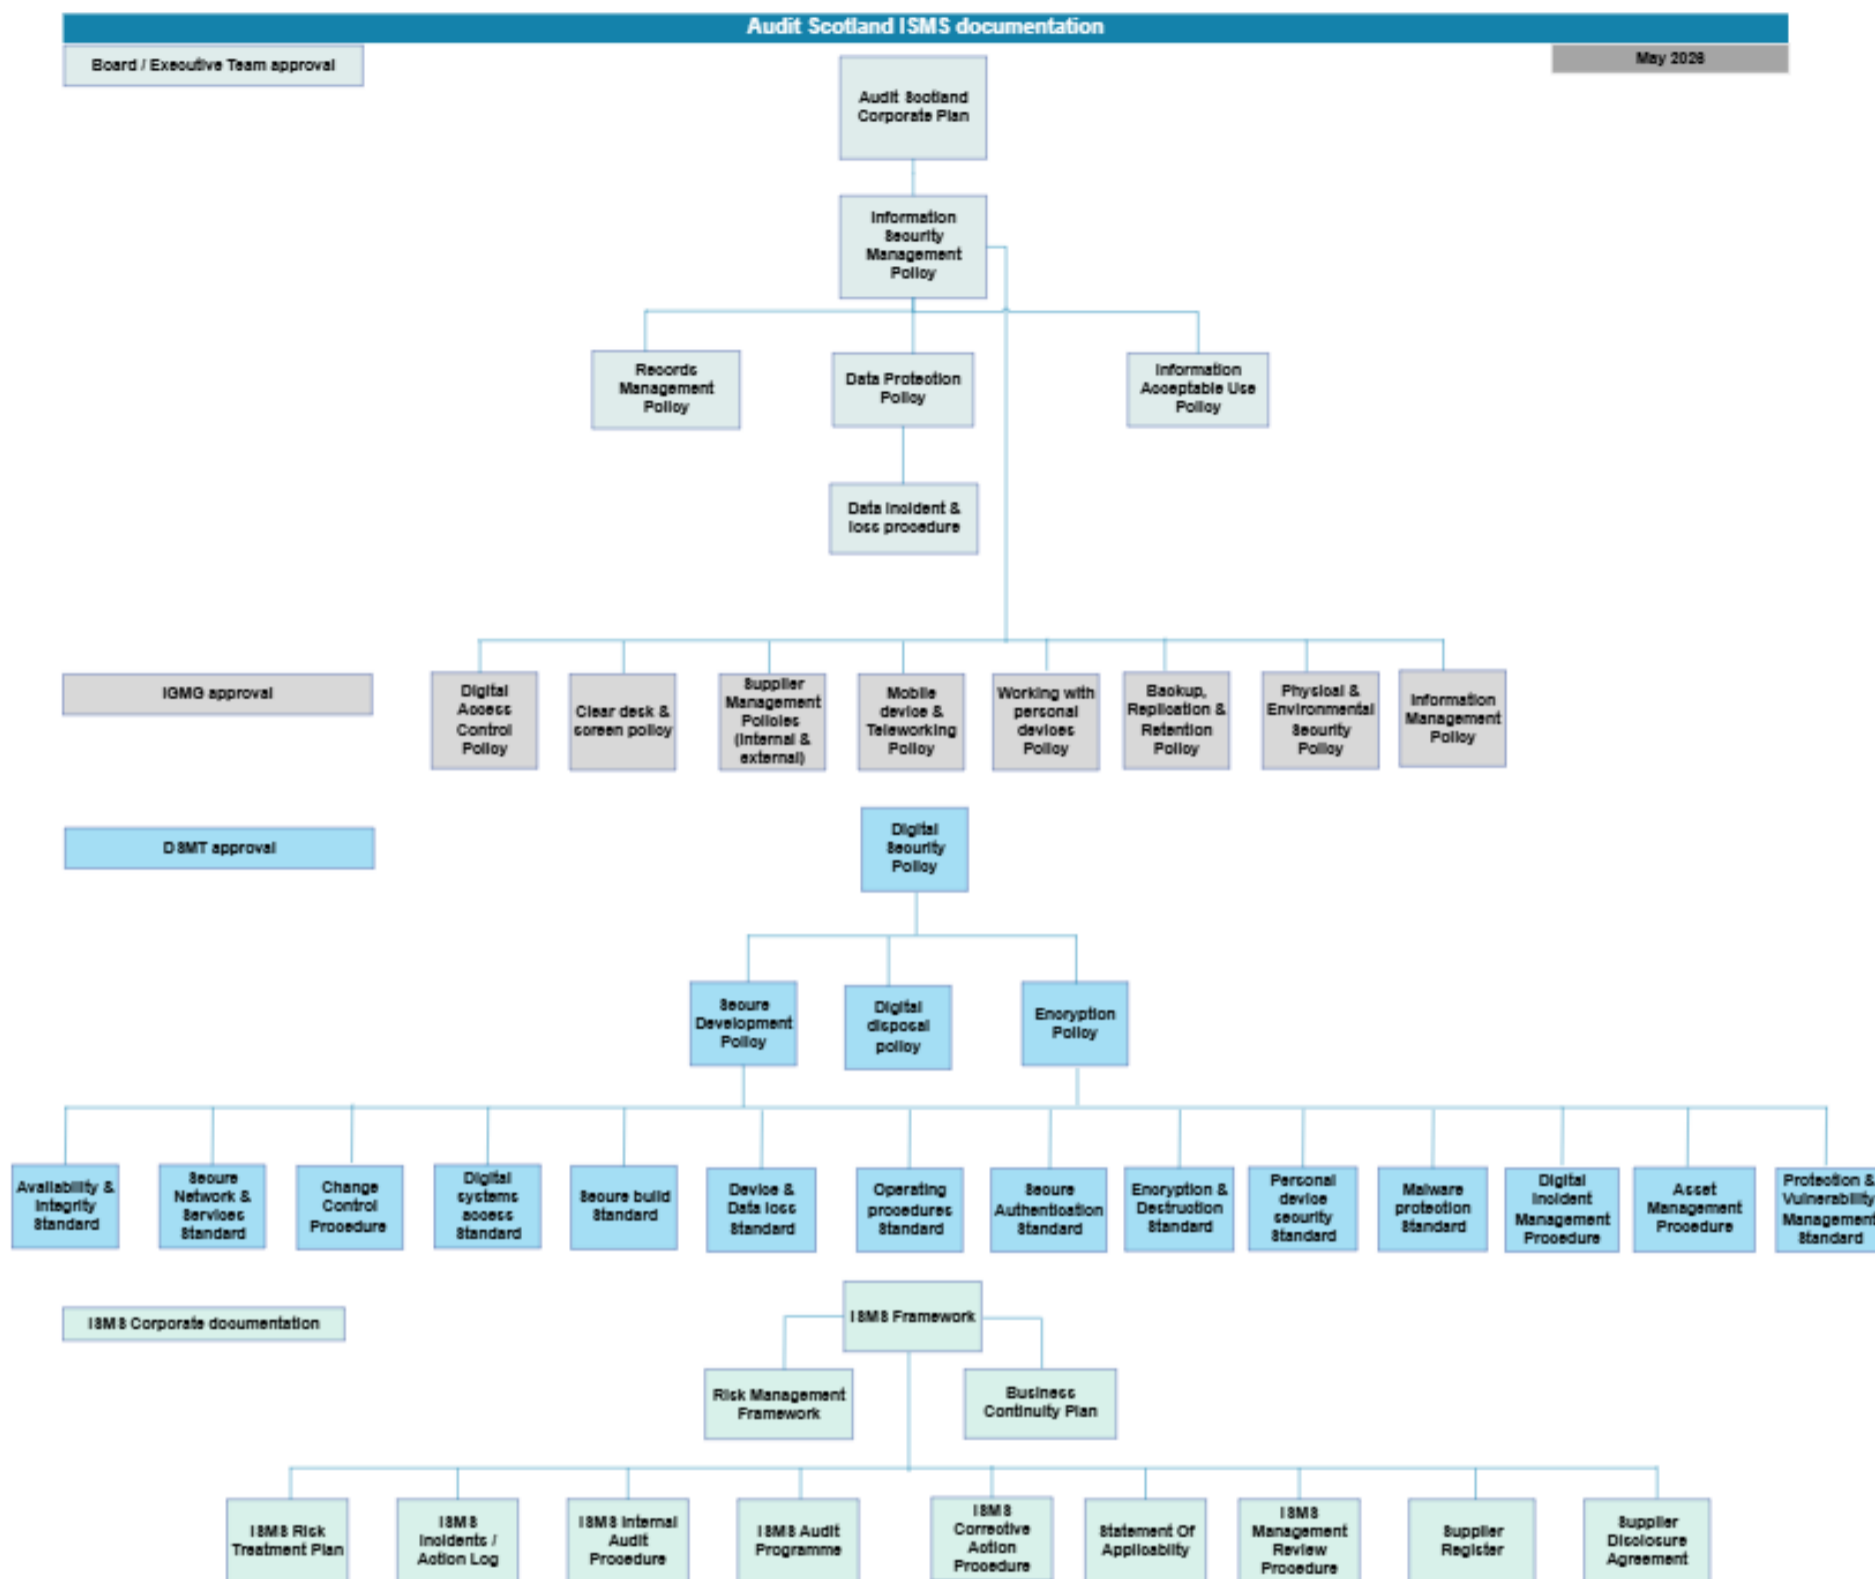 Audit Scotland ISMS documentation
Board / Executive Team approval
May 2026
Audit Scotland
Corporate Plan
Information
Security
Management
Policy
Records
Management
Policy
Data Protection
Policy
Information
Acceptable Use
Policy
Data Incident &
loss procedure
IGMG approval
Digital
Access
Control
Policy
Clear desk &
screen policy
Supplier
Management
Policies
(Internal &
external)
Mobile
device &
Teleworking
Policy
Working with
personal
devices
Policy
Backup,
Replication &
Retention
Policy
Physical &
Environmental
Security
Policy
Information
Management
Policy
DSMT approval
Digital
Security
Policy
Secure
Development
Policy
Digital
disposal
policy
Encryption
Policy
Availability &
Integrity
Standard
Secure
Network &
Services
Standard
Change
Control
Procedure
Digital
systems
access
Standard
Secure build
Standard
Device &
Data loss
Standard
Operating
procedures
Standard
Secure
Authentication
Standard
Encryption &
Destruction
Standard
Personal
device
security
Standard
Malware
protection
Standard
Digital
Incident
Management
Procedure
Asset
Management
Procedure
Protection &
Vulnerability
Management
Standard
ISMS Corporate documentation
ISMS Framework
Risk Management
Framework
Business
Continuity Plan
ISMS Risk
Treatment Plan
ISMS
Incidents /
Action Log
ISMS Internal
Audit
Procedure
ISMS Audit
Programme
ISMS
Corrective
Action
Procedure
Statement Of
Applicability
ISMS
Management
Review
Procedure
Supplier
Register
Supplier
Disclosure
Agreement